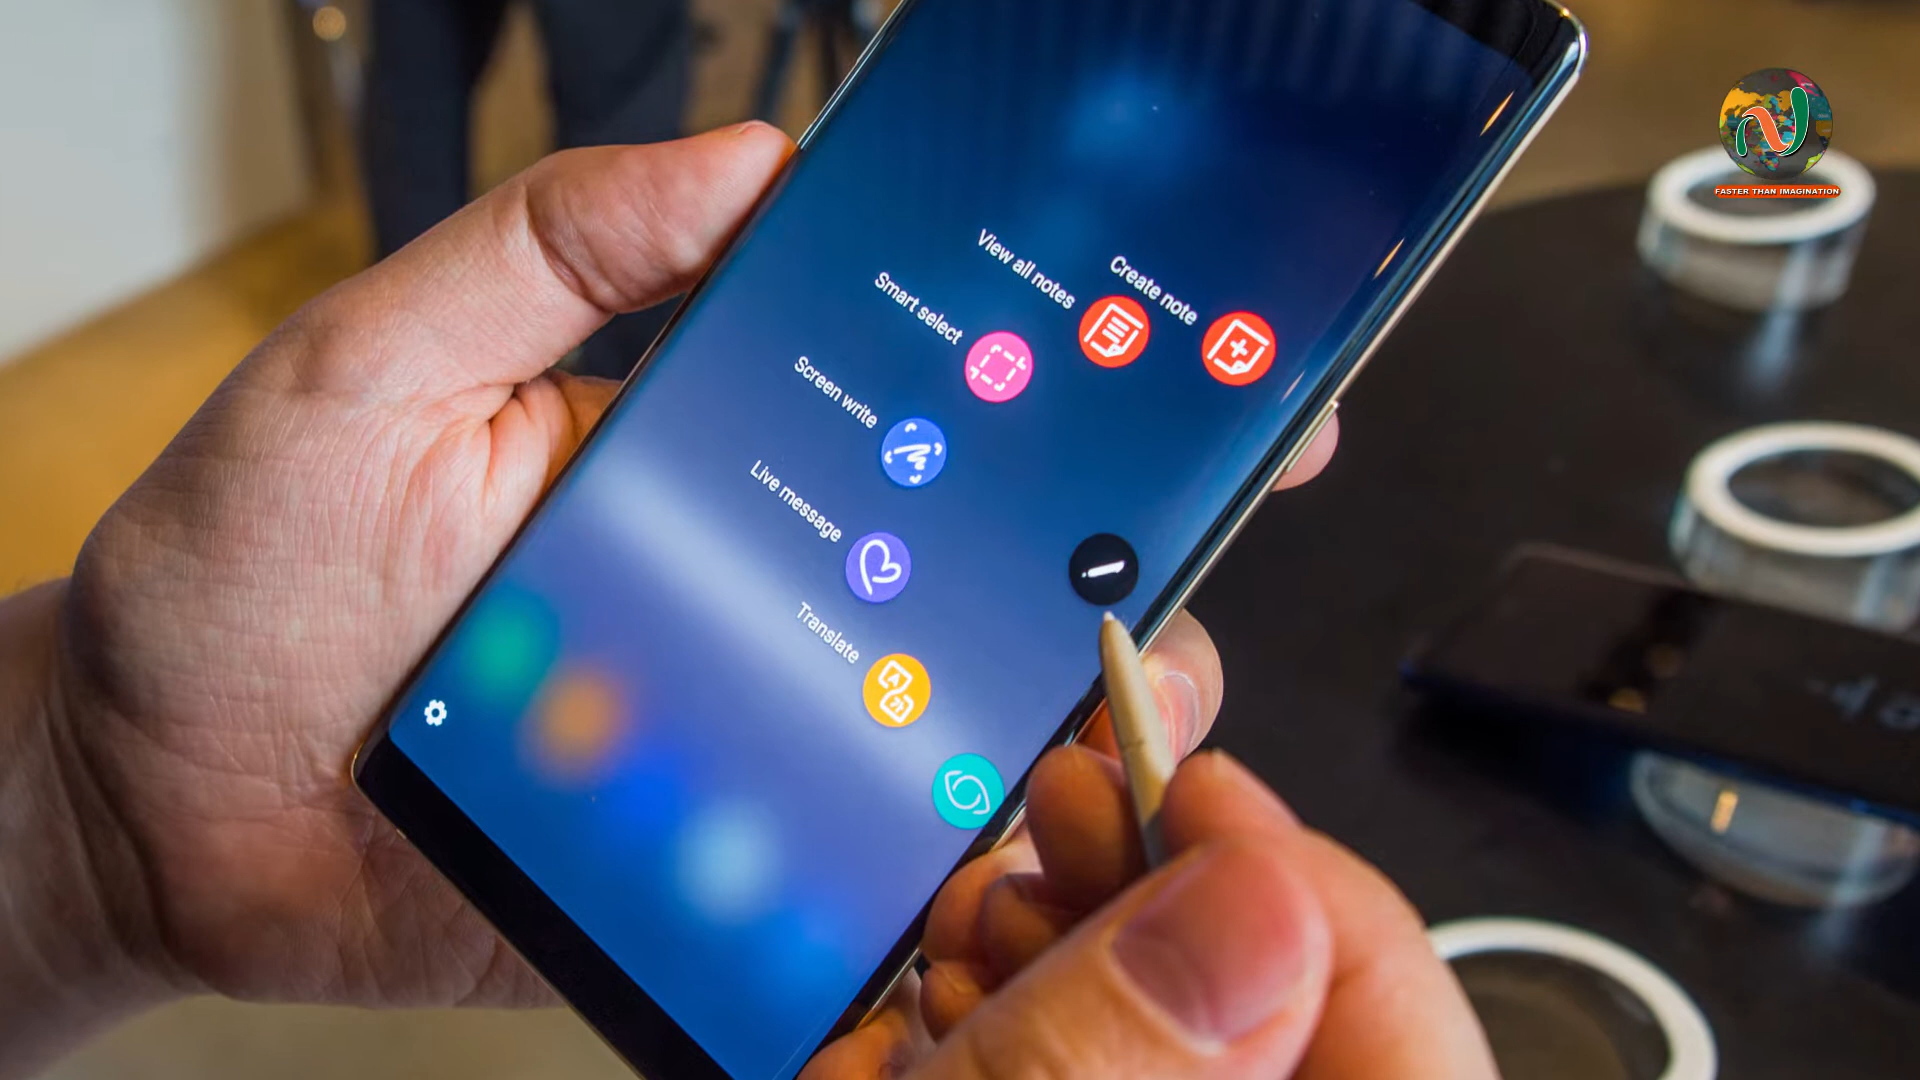 FASTER THAN IMAGINATION
Create note
View all notes
Smart select
Screen write
Live message
Translate